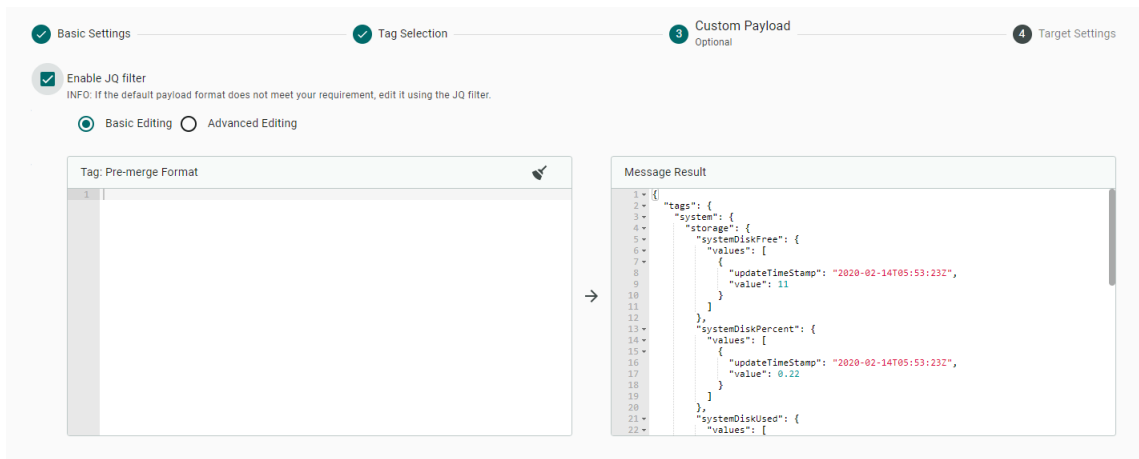 Basic Settings
Tag Selection
3 Custom Payload
Optional
4 Target Settings
Enable JQ filter
INFO: If the default payload format does not meet your requirement, edit it using the JQ filter.
Basic Editing
Advanced Editing
Tag: Pre-merge Format
1
Message Result
1 {
2 "tags": {
3 "system": {
4 "storage": {
5 "systemDiskFree": {
6 "values": [
7 {
8 "updateTimeStamp": "2020-02-14T05:53:23Z",
9 "value": 11
10 }
11 ]
12 },
13 "systemDiskPercent": {
14 "values": [
15 {
16 "updateTimeStamp": "2020-02-14T05:53:23Z",
17 "value": 0.22
18 }
19 ]
20 },
21 "systemDiskUsed": {
22 "values": [